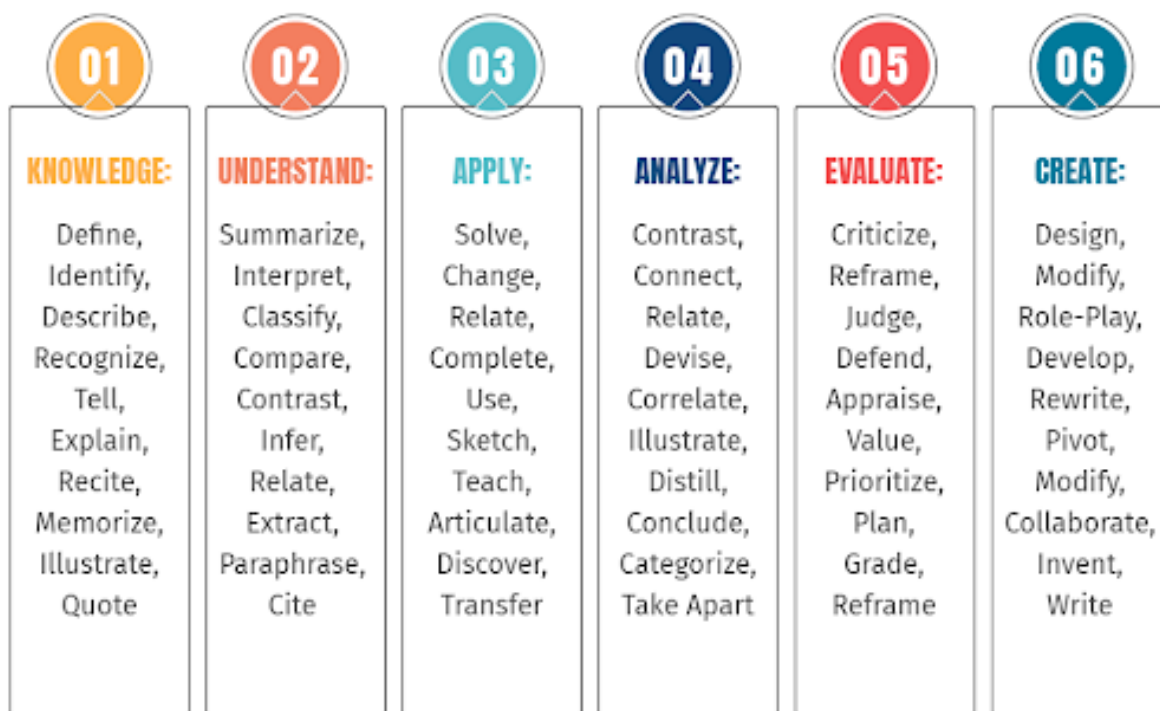 01
KNOWLEDGE:
Define,
Identify,
Describe,
Recognize,
Tell,
Explain,
Recite,
Memorize,
Illustrate,
Quote
02
UNDERSTAND:
Summarize,
Interpret,
Classify,
Compare,
Contrast,
Infer,
Relate,
Extract,
Paraphrase,
Cite
03
APPLY:
Solve,
Change,
Relate,
Complete,
Use,
Sketch,
Teach,
Articulate,
Discover,
Transfer
04
ANALYZE:
Contrast,
Connect,
Relate,
Devise,
Correlate,
Illustrate,
Distill,
Conclude,
Categorize,
Take Apart
05
EVALUATE:
Criticize,
Reframe,
Judge,
Defend,
Appraise,
Value,
Prioritize,
Plan,
Grade,
Reframe
06
CREATE:
Design,
Modify,
Role-Play,
Develop,
Rewrite,
Pivot,
Modify,
Collaborate,
Invent,
Write